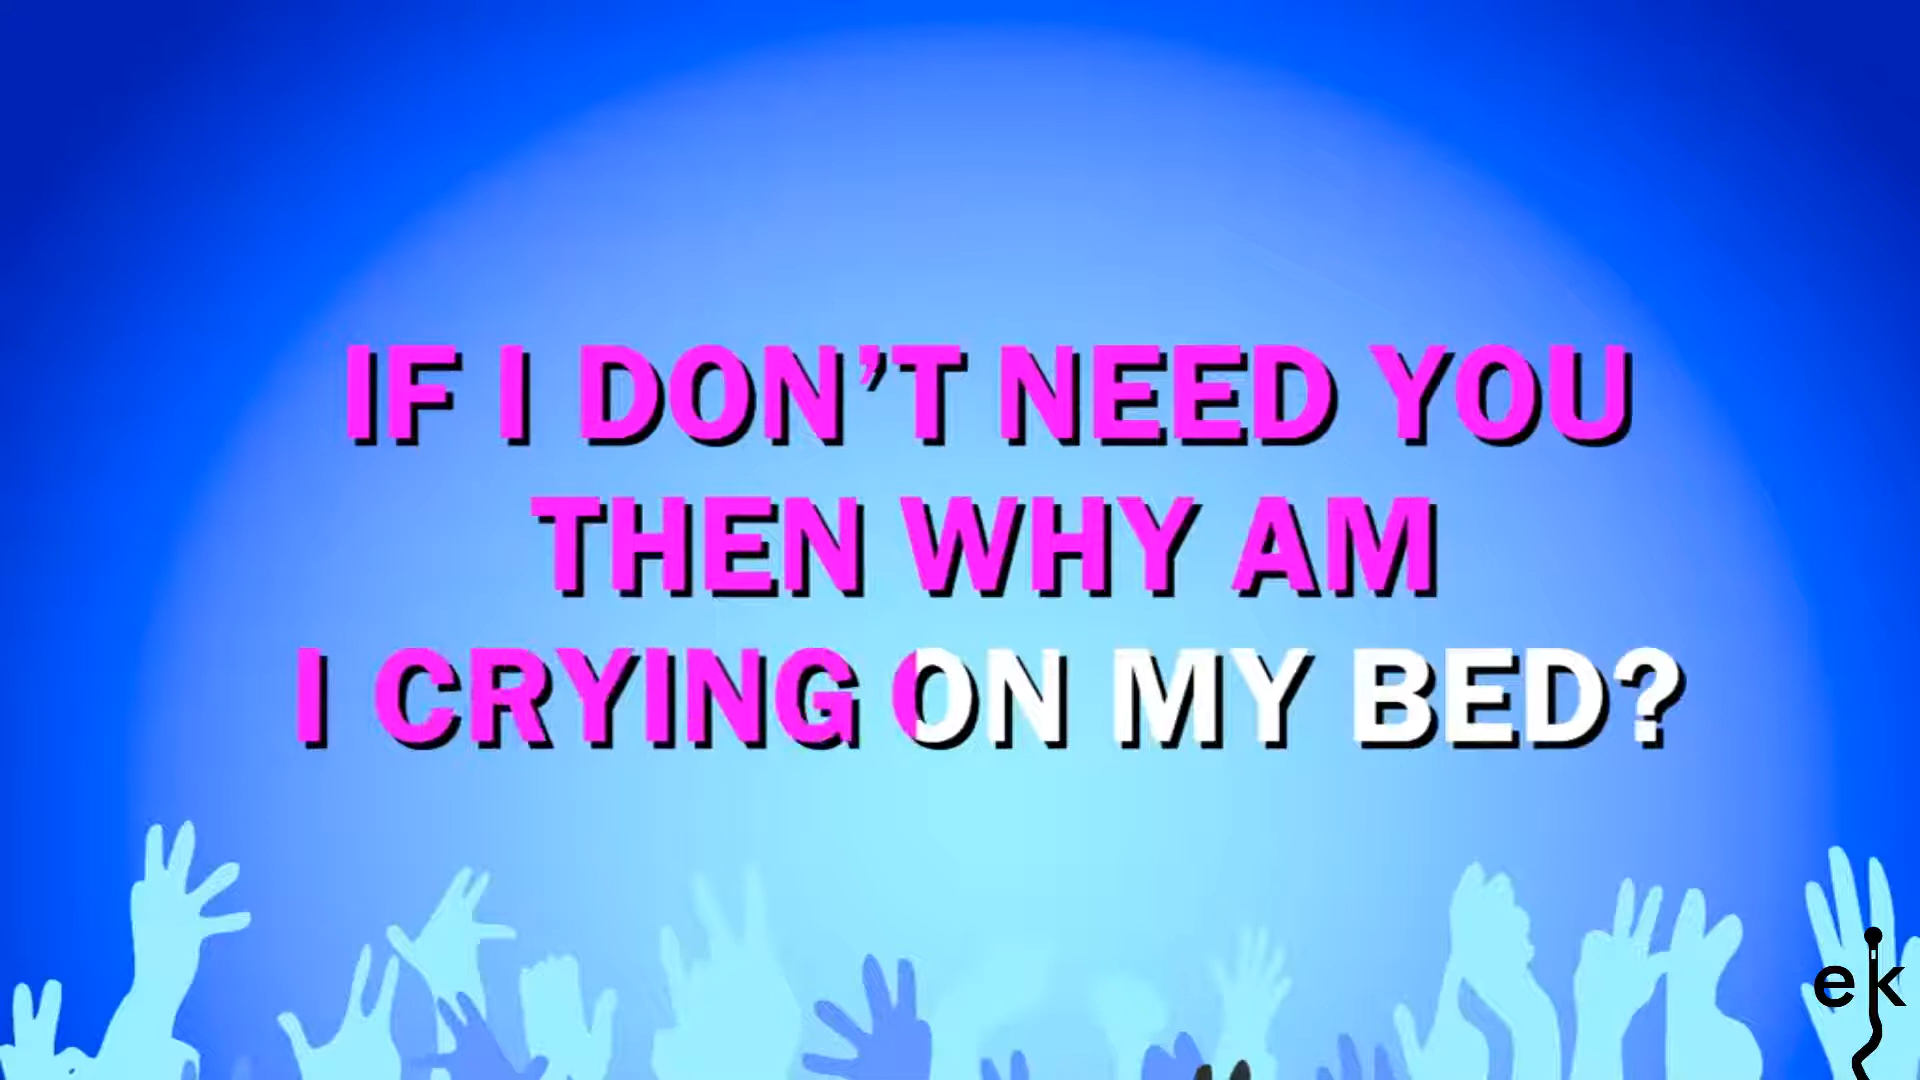 IF I DON’T NEED YOU
THEN WHY AM
I CRYING ON MY BED?
ek